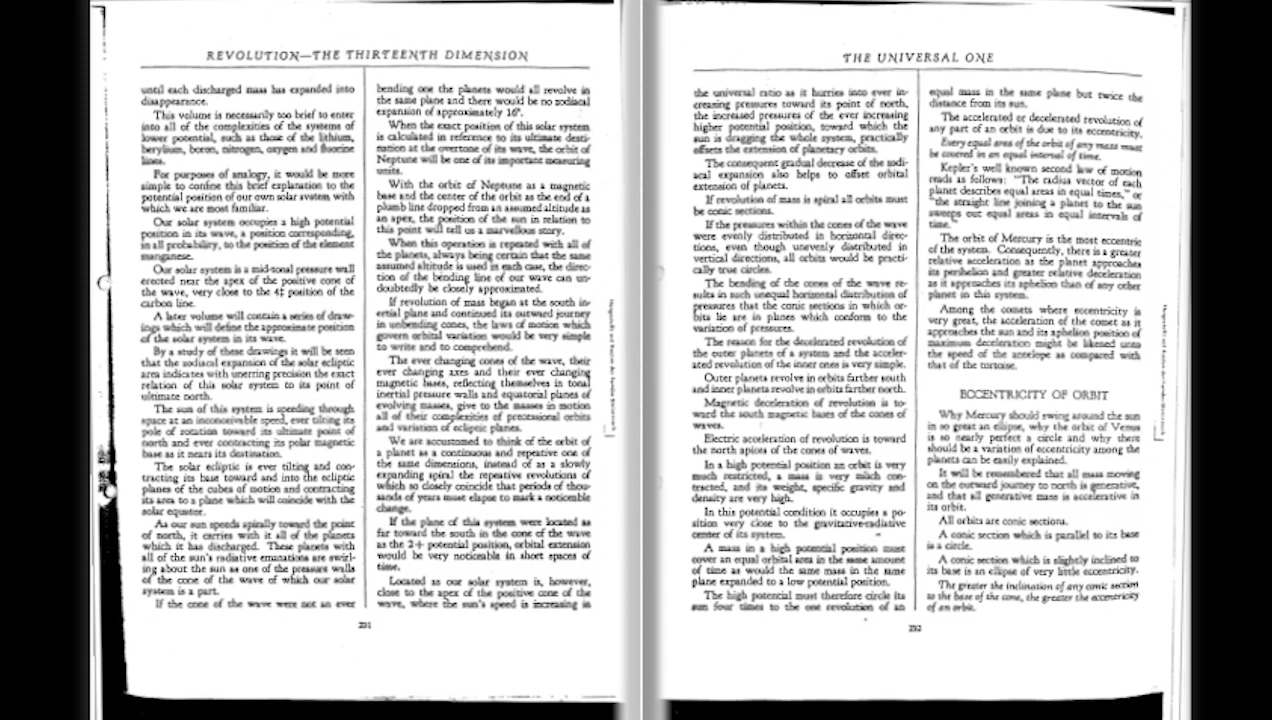 REVOLUTION—THE THIRTEENTH DIMENSION
until each discharged mass has expanded into
disappearance.
This volume is necessarily too brief to enter
into all of the complexities of the systems of
lower potential, such as those of the lithium,
berylium, boron, nitrogen, oxygen and fluorine
lines.
For purposes of analogy, it would be more
simple to confine this brief explanation to the
potential position of our own solar system with
which we are most familiar.
Our solar system occupies a high potential
position in its wave, a position corresponding,
in all probability, to the position of the element
manganese.
Our solar system is a mid-tonal pressure wall
erected near the apex of the positive cone of
the wave, very close to the 4‡ position of the
carbon line.
A later volume will contain a series of draw-
ings which will define the approximate position
of the solar system in its wave.
By a study of these drawings it will be seen
that the zodiacal expansion of the solar ecliptic
area indicates with unerring precision the exact
relation of this solar system to its point of
ultimate north.
The sun of this system is speeding through
space at an inconceivable speed, ever tilting its
pole of rotation toward its ultimate point of
north and ever contracting its polar magnetic
base as it nears its destination.
The solar ecliptic is ever tilting and con-
tracting its base toward and into the ecliptic
planes of the cubes of motion and contracting
its area to a plane which will coincide with the
solar equator.
As our sun speeds spirally toward the point
of north, it carries with it all of the planets
which it has discharged. These planets with
all of the sun's radiative emanations are swirl-
ing about the sun as one of the pressure walls
of the cone of the wave of which our solar
system is a part.
If the cone of the wave were not an ever
bending one the planets would all revolve in
the same plane and there would be no zodiacal
expansion of approximately 16°.
When the exact position of this solar system
is calculated in reference to its ultimate desti-
nation at the overtone of its wave, the orbit of
Neptune will be one of its important measuring
units.
With the orbit of Neptune as a magnetic
base and the center of the orbit as the end of a
plumb line dropped from an assumed altitude as
an apex, the position of the sun in relation to
this point will tell us a marvellous story.
When this operation is repeated with all of
the planets, always being certain that the same
assumed altitude is used in each case, the direc-
tion of the bending line of our wave can un-
doubtedly be closely approximated.
If revolution of mass began at the south in-
ertial plane and continued its outward journey
in unbending cones, the laws of motion which
govern orbital variation would be very simple
to write and to comprehend.
The ever changing cones of the wave, their
ever changing axes and their ever changing
magnetic bases, reflecting themselves in tonal
inertial pressure walls and equatorial planes of
evolving masses, give to the masses in motion
all of their complexities of precessional orbits
and variation of ecliptic planes.
We are accustomed to think of the orbit of
a planet as a continuous and repeative one of
the same dimensions, instead of as a slowly
expanding spiral the repeative revolutions of
which so closely coincide that periods of thou-
sands of years must elapse to mark a noticeable
change.
If the plane of this system were located as
far toward the south in the cone of the wave
as the 2+ potential position, orbital extension
would be very noticeable in short spaces of
time.
Located as our solar system is, however,
close to the apex of the positive cone of the
wave, where the sun's speed is increasing in
231
THE UNIVERSAL ONE
the universal ratio as it hurries into ever in-
creasing pressures toward its point of north,
the increased pressures of the ever increasing
higher potential position, toward which the
sun is dragging the whole system, practically
offsets the extension of planetary orbits.
The consequent gradual decrease of the zodi-
acal expansion also helps to offset orbital
extension of planets.
If revolution of mass is spiral all orbits must
be conic sections.
If the pressures within the cones of the wave
were evenly distributed in horizontal direc-
tions, even though unevenly distributed in
vertical directions, all orbits would be practi-
cally true circles.
The bending of the cones of the wave re-
sults in such unequal horizontal distribution of
pressures that the conic sections in which or-
bits lie are in planes which conform to the
variation of pressures.
The reason for the decelerated revolution of
the outer planets of a system and the acceler-
ated revolution of the inner ones is very simple.
Outer planets revolve in orbits farther south
and inner planets revolve in orbits farther north.
Magnetic deceleration of revolution is to-
ward the south magnetic bases of the cones of
waves.
Electric acceleration of revolution is toward
the north apices of the cones of waves.
In a high potential position an orbit is very
much restricted, a mass is very much con-
tracted, and its weight, specific gravity and
density are very high.
In this potential condition it occupies a po-
sition very close to the gravitative-radiative
center of its system.
A mass in a high potential position must
cover an equal orbital area in the same amount
of time as would the same mass in the same
plane expanded to a low potential position.
The high potential must therefore circle its
sun four times to the one revolution of an
equal mass in the same plane but twice the
distance from its sun.
The accelerated or decelerated revolution of
any part of an orbit is due to its eccentricity.
Every equal area of the orbit of any mass must
be covered in an equal interval of time.
Kepler's well known second law of motion
reads as follows: "The radius vector of each
planet describes equal areas in equal times," or
"the straight line joining a planet to the sun
sweeps out equal areas in equal intervals of
time."
The orbit of Mercury is the most eccentric
of the system. Consequently, there is a greater
relative acceleration as the planet approaches
its perihelion and greater relative deceleration
as it approaches its aphelion than of any other
planet in this system.
Among the comets where eccentricity is
very great, the acceleration of the comet as it
approaches the sun and its aphelion position of
maximum deceleration might be likened unto
the speed of the antelope as compared with
that of the tortoise.
ECCENTRICITY OF ORBIT
Why Mercury should swing around the sun
in so great an ellipse, why the orbit of Venus
is so nearly perfect a circle and why there
should be a variation of eccentricity among the
planets can be easily explained.
It will be remembered that all mass moving
on the outward journey to north is generative,
and that all generative mass is accelerative in
its orbit.
All orbits are conic sections.
A conic section which is parallel to its base
is a circle.
A conic section which is slightly inclined to
its base is an ellipse of very little eccentricity.
The greater the inclination of any conic section
to the base of the cone, the greater the eccentricity
of an orbit.
232